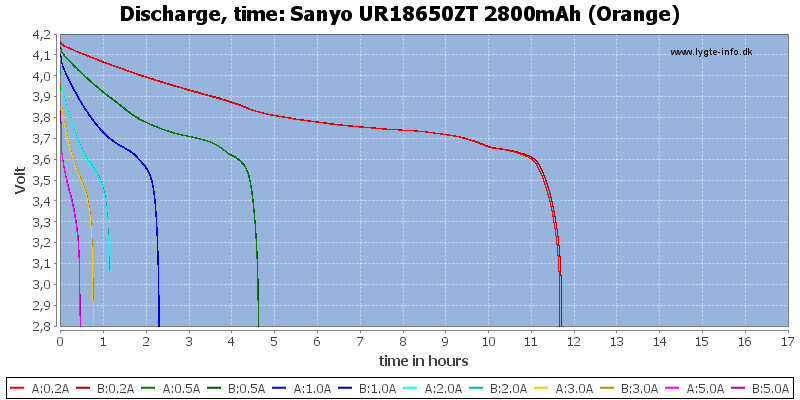 Discharge, time: Sanyo UR18650ZT 2800mAh (Orange)
www.lygte-info.dk
Volt
4,2
4,1
4,0
3,9
3,8
3,7
3,6
3,5
3,4
3,3
3,2
3,1
3,0
2,9
2,8
0 1 2 3 4 5 6 7 8 9 10 11 12 13 14 15 16 17
time in hours
A:0.2A B:0.2A A:0.5A B:0.5A A:1.0A B:1.0A A:2.0A B:2.0A A:3.0A B:3.0A A:5.0A B:5.0A